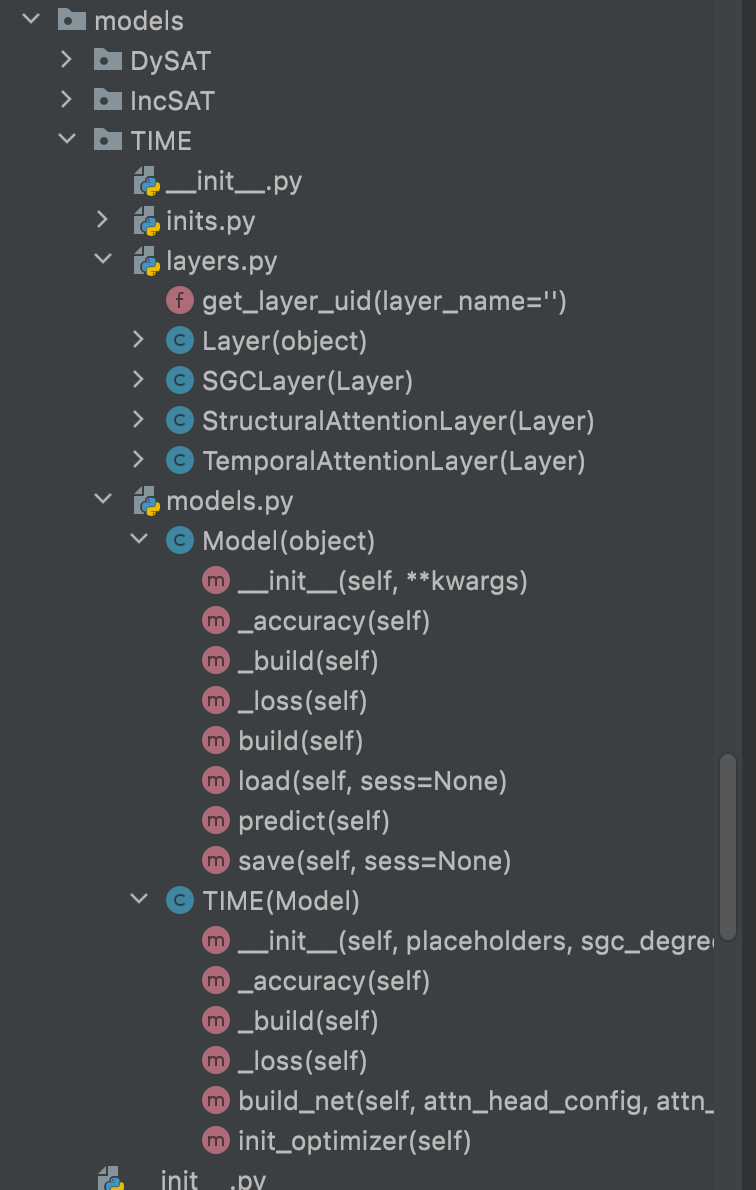 models
DySAT
IncSAT
TIME
__init__.py
inits.py
layers.py
f get_layer_uid(layer_name='')
C Layer(object)
C SGCLayer(Layer)
C StructuralAttentionLayer(Layer)
C TemporalAttentionLayer(Layer)
models.py
C Model(object)
m __init__(self, **kwargs)
m _accuracy(self)
m _build(self)
m _loss(self)
m build(self)
m load(self, sess=None)
m predict(self)
m save(self, sess=None)
C TIME(Model)
m __init__(self, placeholders, sgc_degre
m _accuracy(self)
m _build(self)
m _loss(self)
m build_net(self, attn_head_config, attn_
m init_optimizer(self)
__init__.py